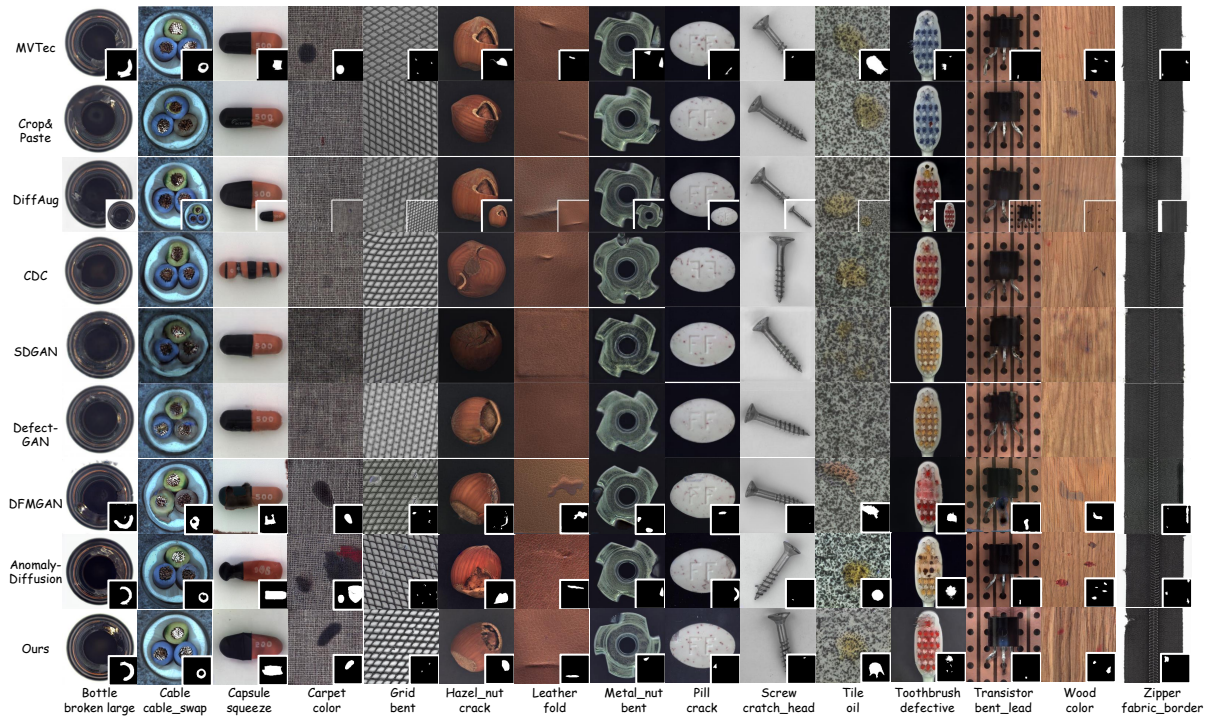 MVTec
Crop&
Paste
DiffAug
CDC
SDGAN
Defect-
GAN
DFMGAN
Anomaly-
Diffusion
Ours
Bottle
broken large
Cable
cable_swap
Capsule
squeeze
Carpet
color
Grid
bent
Hazel_nut
crack
Leather
fold
Metal_nut
bent
Pill
crack
Screw
cratch_head
Tile
oil
Toothbrush
defective
Transistor
bent_lead
Wood
color
Zipper
fabric_border